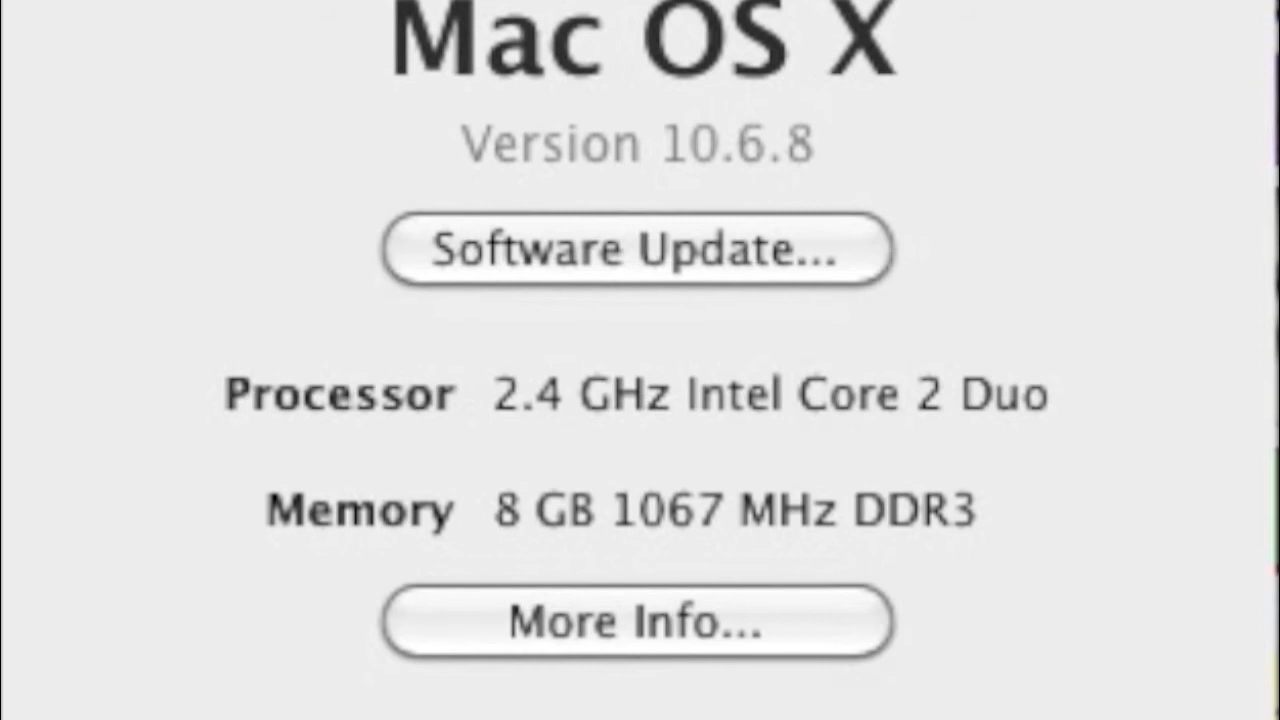 Mac OS X
Version 10.6.8
Software Update...
Processor 2.4 GHz Intel Core 2 Duo
Memory 8 GB 1067 MHz DDR3
More Info...